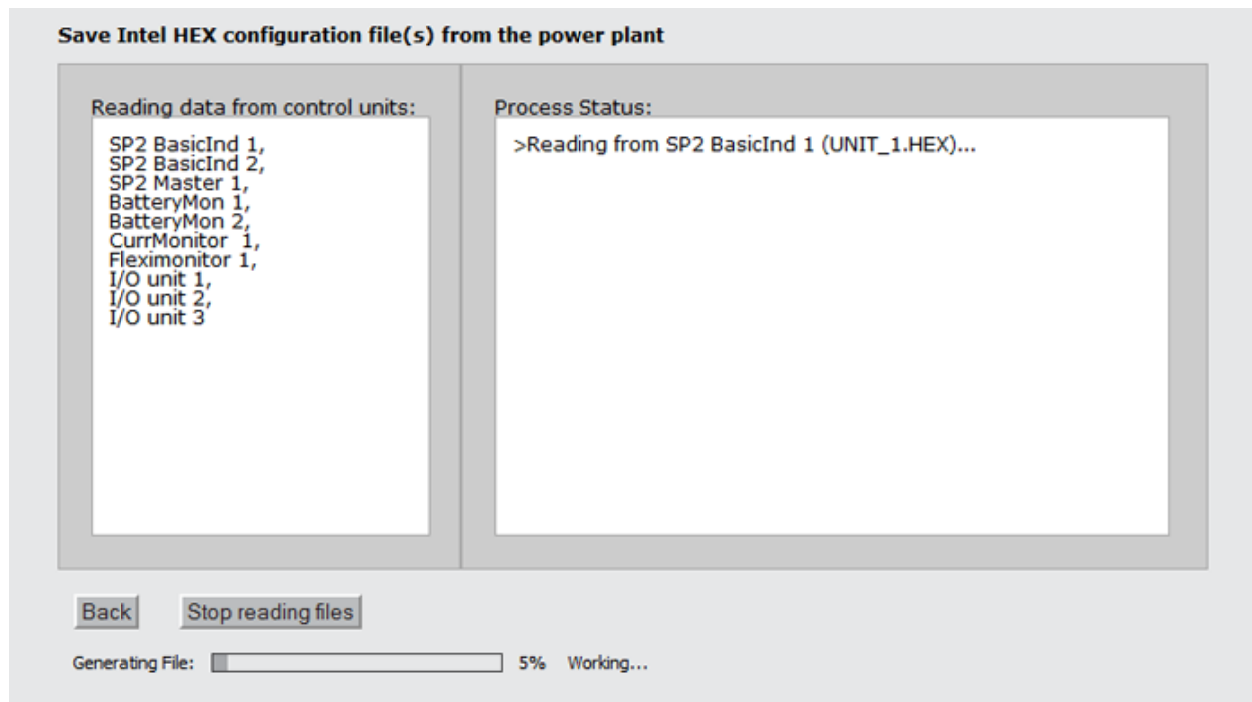 Save Intel HEX configuration file(s) from the power plant
Reading data from control units:
SP2 BasicInd 1,
SP2 BasicInd 2,
SP2 Master 1,
BatteryMon 1,
BatteryMon 2,
CurrMonitor  1,
Fleximonitor 1,
I/O unit 1,
I/O unit 2,
I/O unit 3
Process Status:
>Reading from SP2 BasicInd 1 (UNIT_1.HEX)...
Back
Stop reading files
Generating File: 5% Working...